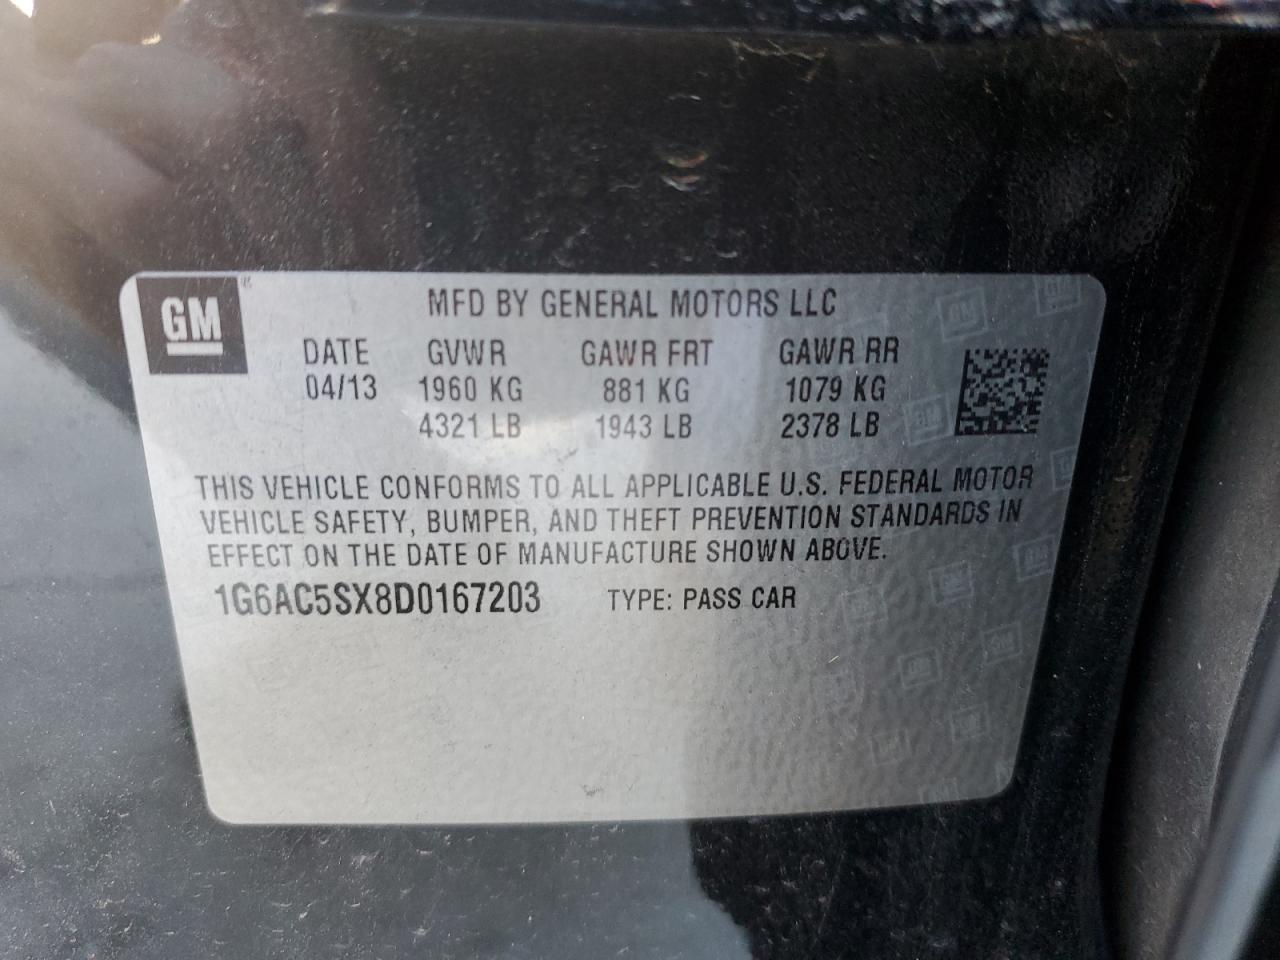 GM ®
MFD BY GENERAL MOTORS LLC
DATE GVWR GAWR FRT GAWR RR
04/13 1960 KG 881 KG 1079 KG
4321 LB 1943 LB 2378 LB
THIS VEHICLE CONFORMS TO ALL APPLICABLE U.S. FEDERAL MOTOR
VEHICLE SAFETY, BUMPER, AND THEFT PREVENTION STANDARDS IN
EFFECT ON THE DATE OF MANUFACTURE SHOWN ABOVE.
1G6AC5SX8D0167203 TYPE: PASS CAR